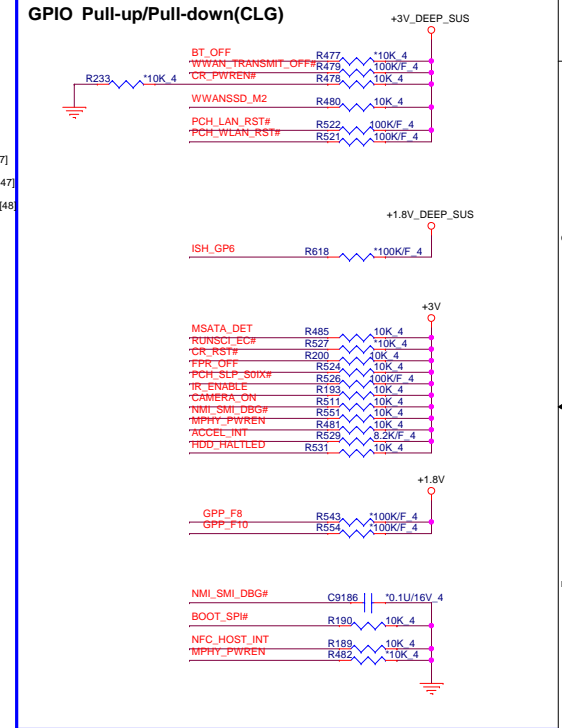 GPIO Pull-up/Pull-down(CLG)
+3V_DEEP_SUS
BT_OFF R477 *10K_4
WWAN_TRANSMIT_OFF# R479 100K/F_4
R233 *10K_4 CR_PWREN# R478 10K_4
WWANSSD_M2 R480 10K_4
PCH_LAN_RST# R522 100K/F_4
PCH_WLAN_RST# R521 100K/F_4
7]
47]
[48]
+1.8V_DEEP_SUS
ISH_GP6 R618 *100K/F_4
+3V
MSATA_DET R485 10K_4
RUNSCI_EC# R527 *10K_4
CR_RST# R200 10K_4
FPR_OFF R524 10K_4
PCH_SLP_S0IX# R526 100K/F_4
IR_ENABLE R193 10K_4
CAMERA_ON R511 10K_4
NMI_SMI_DBG# R551 10K_4
MPHY_PWREN R481 10K_4
ACCEL_INT R529 8.2K/F_4
HDD_HALTLED R531 10K_4
+1.8V
GPP_F8 R543 *100K/F_4
GPP_F10 R554 *100K/F_4
NMI_SMI_DBG# C9186 *0.1U/16V_4
BOOT_SPI# R190 10K_4
NFC_HOST_INT R189 10K_4
MPHY_PWREN R482 *10K_4